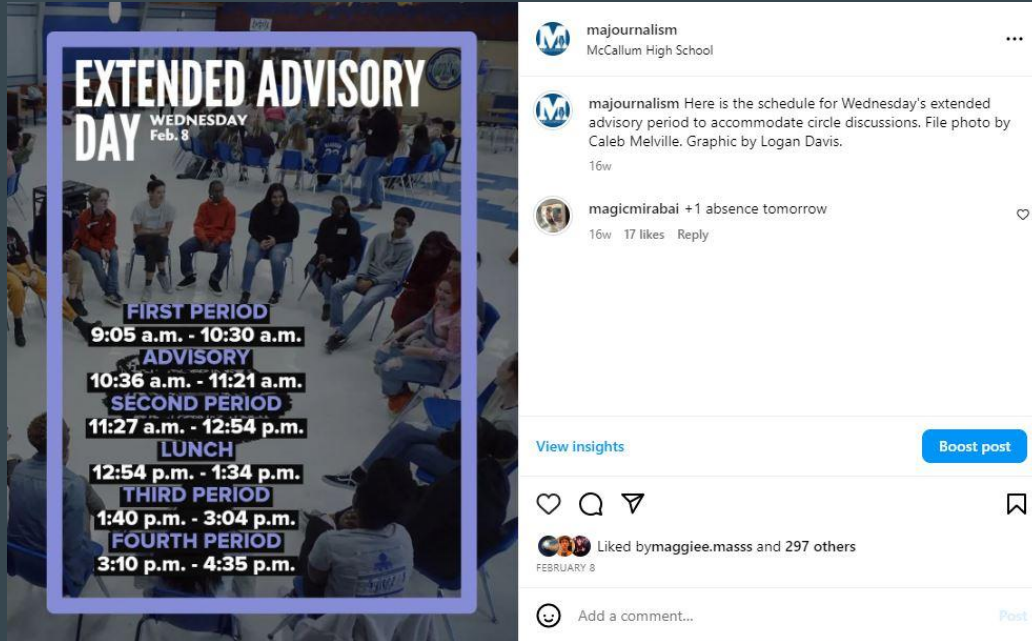 EXTENDED ADVISORY
DAY WEDNESDAY
Feb. 8
FIRST PERIOD
9:05 a.m. - 10:30 a.m.
ADVISORY
10:36 a.m. - 11:21 a.m.
SECOND PERIOD
11:27 a.m. - 12:54 p.m.
LUNCH
12:54 p.m. - 1:34 p.m.
THIRD PERIOD
1:40 p.m. - 3:04 p.m.
FOURTH PERIOD
3:10 p.m. - 4:35 p.m.
majournalism
McCallum High School
majournalism Here is the schedule for Wednesday's extended
advisory period to accommodate circle discussions. File photo by
Caleb Melville. Graphic by Logan Davis.
16w
magicmirabai +1 absence tomorrow
16w 17 likes Reply
View insights
Boost post
Liked bymaggiee.masss and 297 others
FEBRUARY 8
Add a comment...
Post